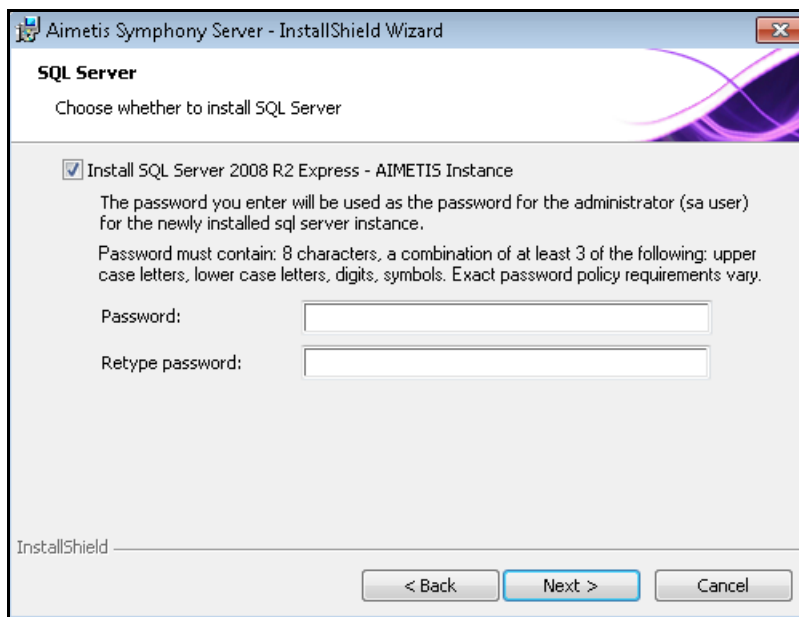 Aimetis Symphony Server - InstallShield Wizard
SQL Server
Choose whether to install SQL Server
Install SQL Server 2008 R2 Express - AIMETIS Instance
The password you enter will be used as the password for the administrator (sa user)
for the newly installed sql server instance.
Password must contain: 8 characters, a combination of at least 3 of the following: upper
case letters, lower case letters, digits, symbols. Exact password policy requirements vary.
Password:
Retype password:
InstallShield
< Back Next > Cancel